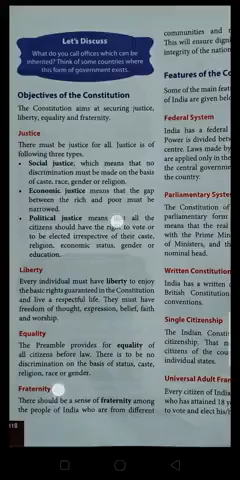 Let's Discuss
What do you call offices which can be
inherited? Think of some countries where
this form of government exists.
Objectives of the Constitution
The Constitution aims at securing justice,
liberty, equality and fraternity.
Justice
There must be justice for all. Justice is of
following three types.
• Social justice, which means that no
discrimination must be made on the basis
of caste, race, gender or religion.
• Economic justice means that the gap
between the rich and poor must be
narrowed.
• Political justice means all the
citizens should have the right to vote or
to be elected irrespective of their caste,
religion, economic status, gender or
education.
Liberty
Every individual must have liberty to enjoy
the basic rights guaranteed in the Constitution
and live a respectful life. They must have
freedom of thought, expression, belief, faith
and worship.
Equality
The Preamble provides for equality of
all citizens before law. There is to be no
discrimination on the basis of status, caste,
religion, race or gender.
Fraternity
There should be a sense of fraternity among
the people of India who are from different
118
communities and
This will ensure
integrity of the nation
Features of the
Some of the main
of India are given
Federal System
India has a federal
Power is divided
centre. Laws made by
are applied only in the
the central
the country.
Parliamentary
The Constitution of
parliamentary form
means that the real
with the Prime
of Ministers, and
nominal head.
Written Constitution
India has a written
British Constitution
conventions.
Single Citizenship
The Indian
citizenship. That
citizens of the
individual states.
Universal Adult
Every citizen of India
who has attained 18
to vote and elect